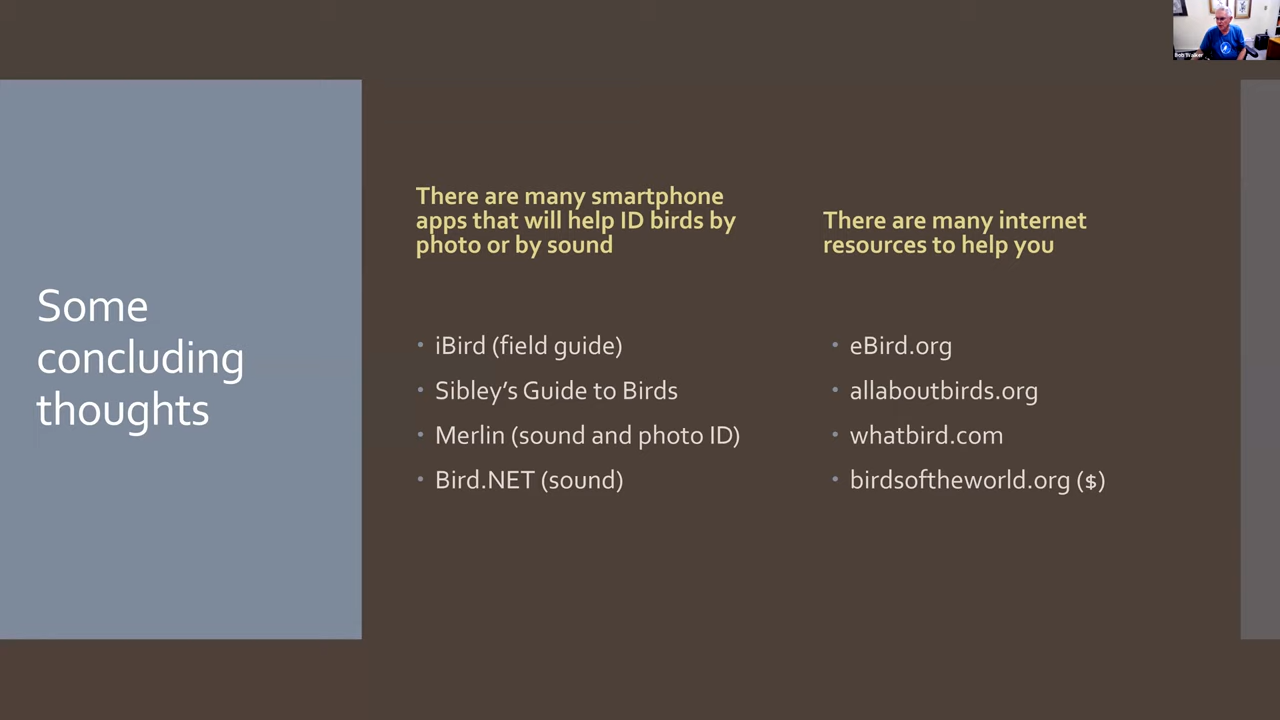 Bob Walker
Some
concluding
thoughts
There are many smartphone
apps that will help ID birds by
photo or by sound
• iBird (field guide)
• Sibley’s Guide to Birds
• Merlin (sound and photo ID)
• Bird.NET (sound)
There are many internet
resources to help you
• eBird.org
• allaboutbirds.org
• whatbird.com
• birdsoftheworld.org ($)